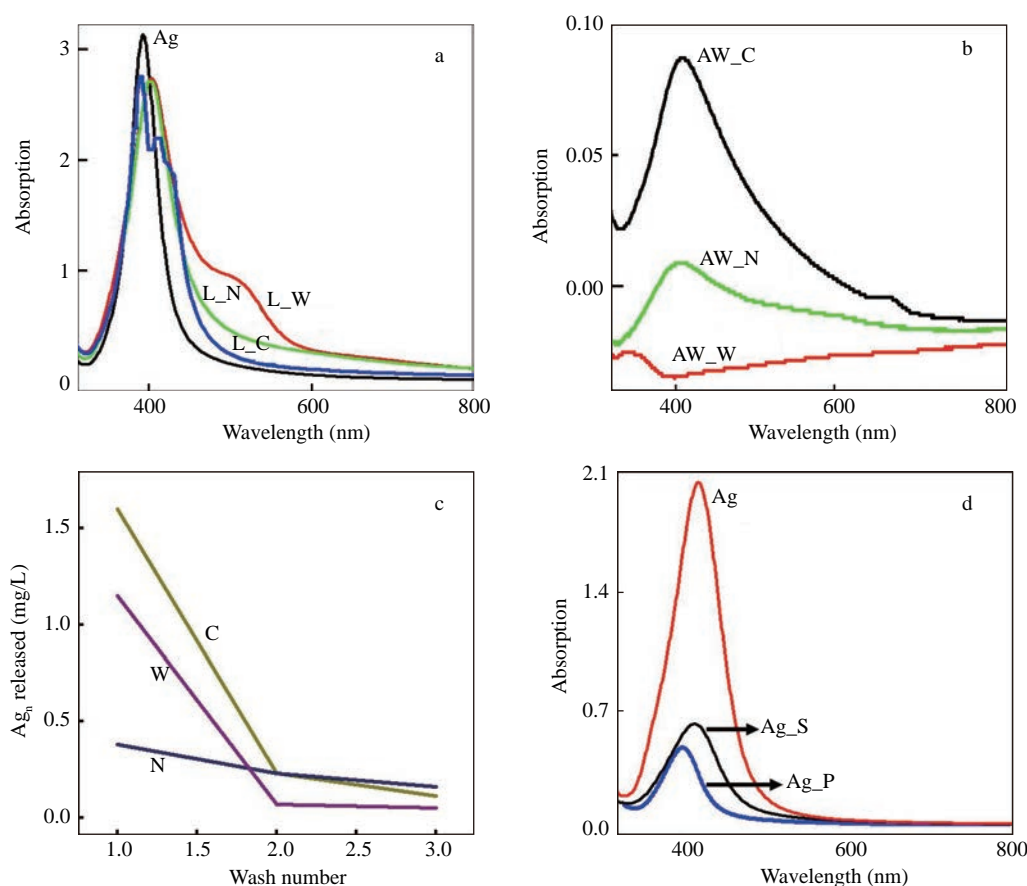 a
Ag
Absorption
3
2
1
0
L_N
L_W
L_C
400
600
800
Wavelength (nm)
b
0.10
0.05
0.00
Absorption
AW_C
AW_N
AW_W
400
600
800
Wavelength (nm)
c
Agn released (mg/L)
1.5
1.0
0.5
0.0
C
W
N
1.0
1.5
2.0
2.5
3.0
Wash number
d
2.1
1.4
0.7
0.0
Absorption
Ag
Ag_S
Ag_P
400
600
800
Wavelength (nm)